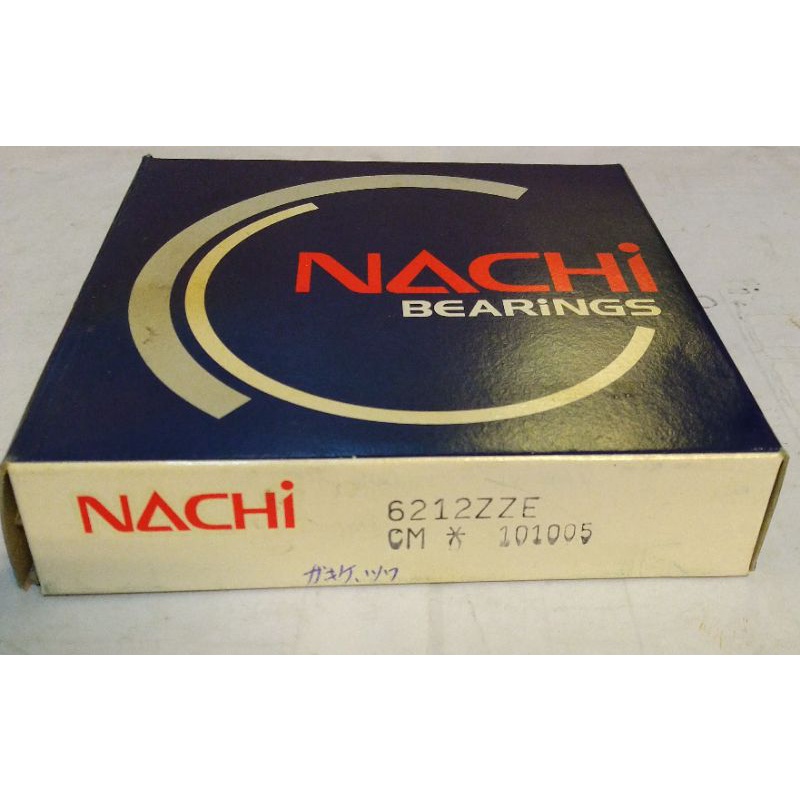 NACHi
BEARiNGS
NACHi
6212ZZE
CM * 101005